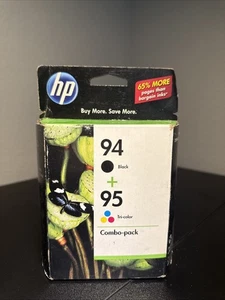 hp
65% MORE
pages than
bargain inks*
Buy More. Save More.
94
Black
+
95
Tri-color
Combo-pack